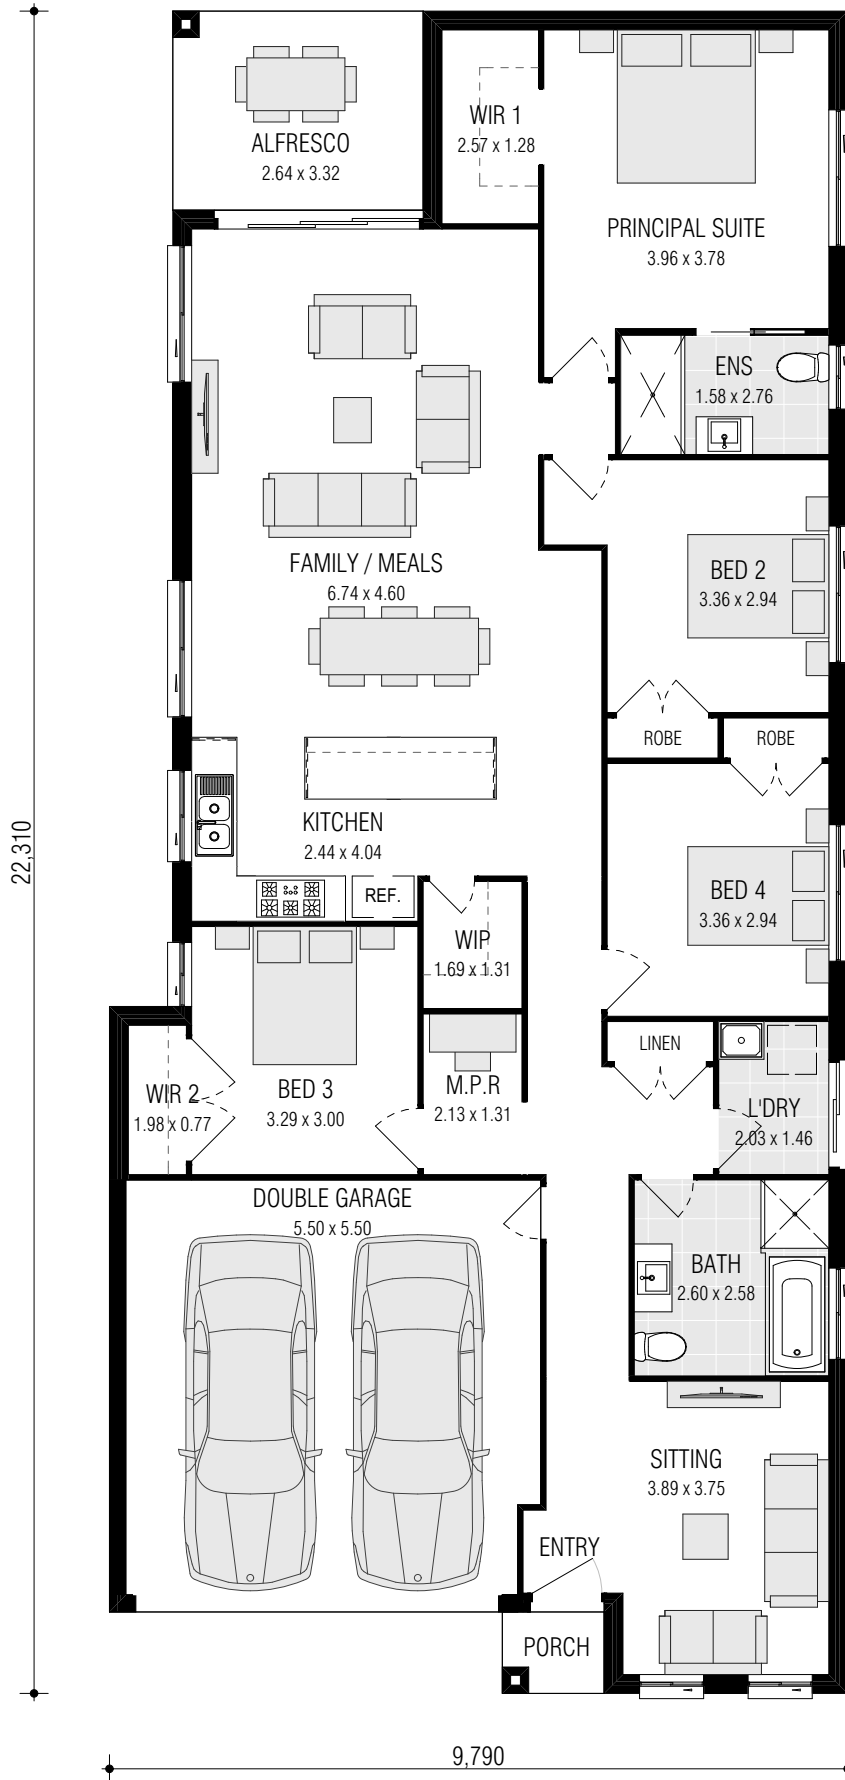 ALFRESCO
2.64 x 3.32
WIR 1
2.57 x 1.28
PRINCIPAL SUITE
3.96 x 3.78
ENS
1.58 x 2.76
FAMILY / MEALS
6.74 x 4.60
BED 2
3.36 x 2.94
ROBE
ROBE
KITCHEN
2.44 x 4.04
REF.
22,310
BED 4
3.36 x 2.94
WIP
1.69 x 1.31
LINEN
WIR 2
1.98 x 0.77
BED 3
3.29 x 3.00
M.P.R
2.13 x 1.31
L'DRY
2.03 x 1.46
DOUBLE GARAGE
5.50 x 5.50
BATH
2.60 x 2.58
SITTING
3.89 x 3.75
ENTRY
PORCH
9,790